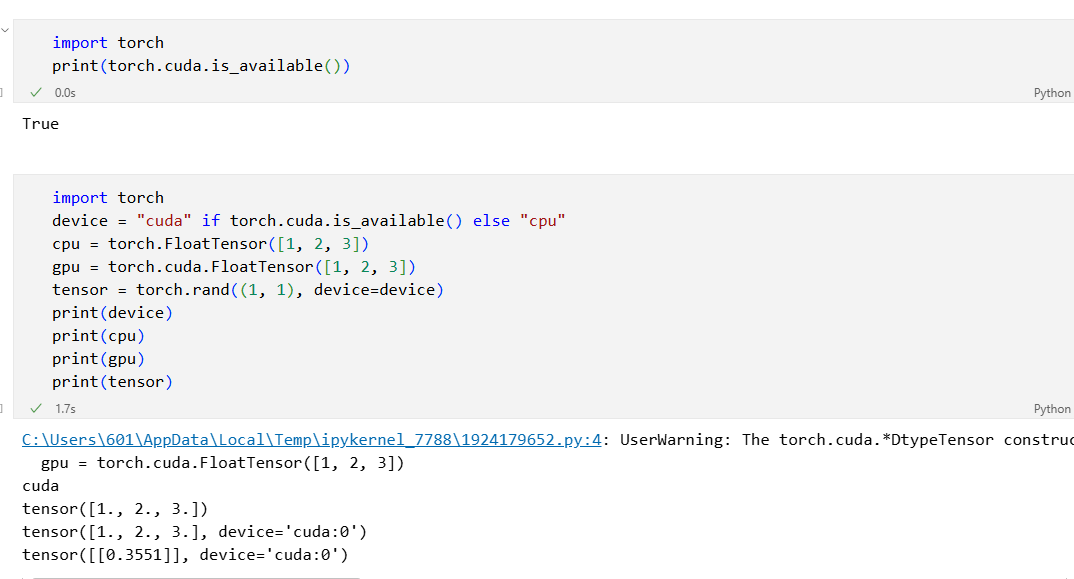 import torch
print(torch.cuda.is_available())
0.0s
Python
True
import torch
device = "cuda" if torch.cuda.is_available() else "cpu"
cpu = torch.FloatTensor([1, 2, 3])
gpu = torch.cuda.FloatTensor([1, 2, 3])
tensor = torch.rand((1, 1), device=device)
print(device)
print(cpu)
print(gpu)
print(tensor)
1.7s
Python
C:\Users\601\AppData\Local\Temp\ipykernel_7788\1924179652.py:4: UserWarning: The torch.cuda.*DtypeTensor construc
  gpu = torch.cuda.FloatTensor([1, 2, 3])
cuda
tensor([1., 2., 3.])
tensor([1., 2., 3.], device='cuda:0')
tensor([[0.3551]], device='cuda:0')